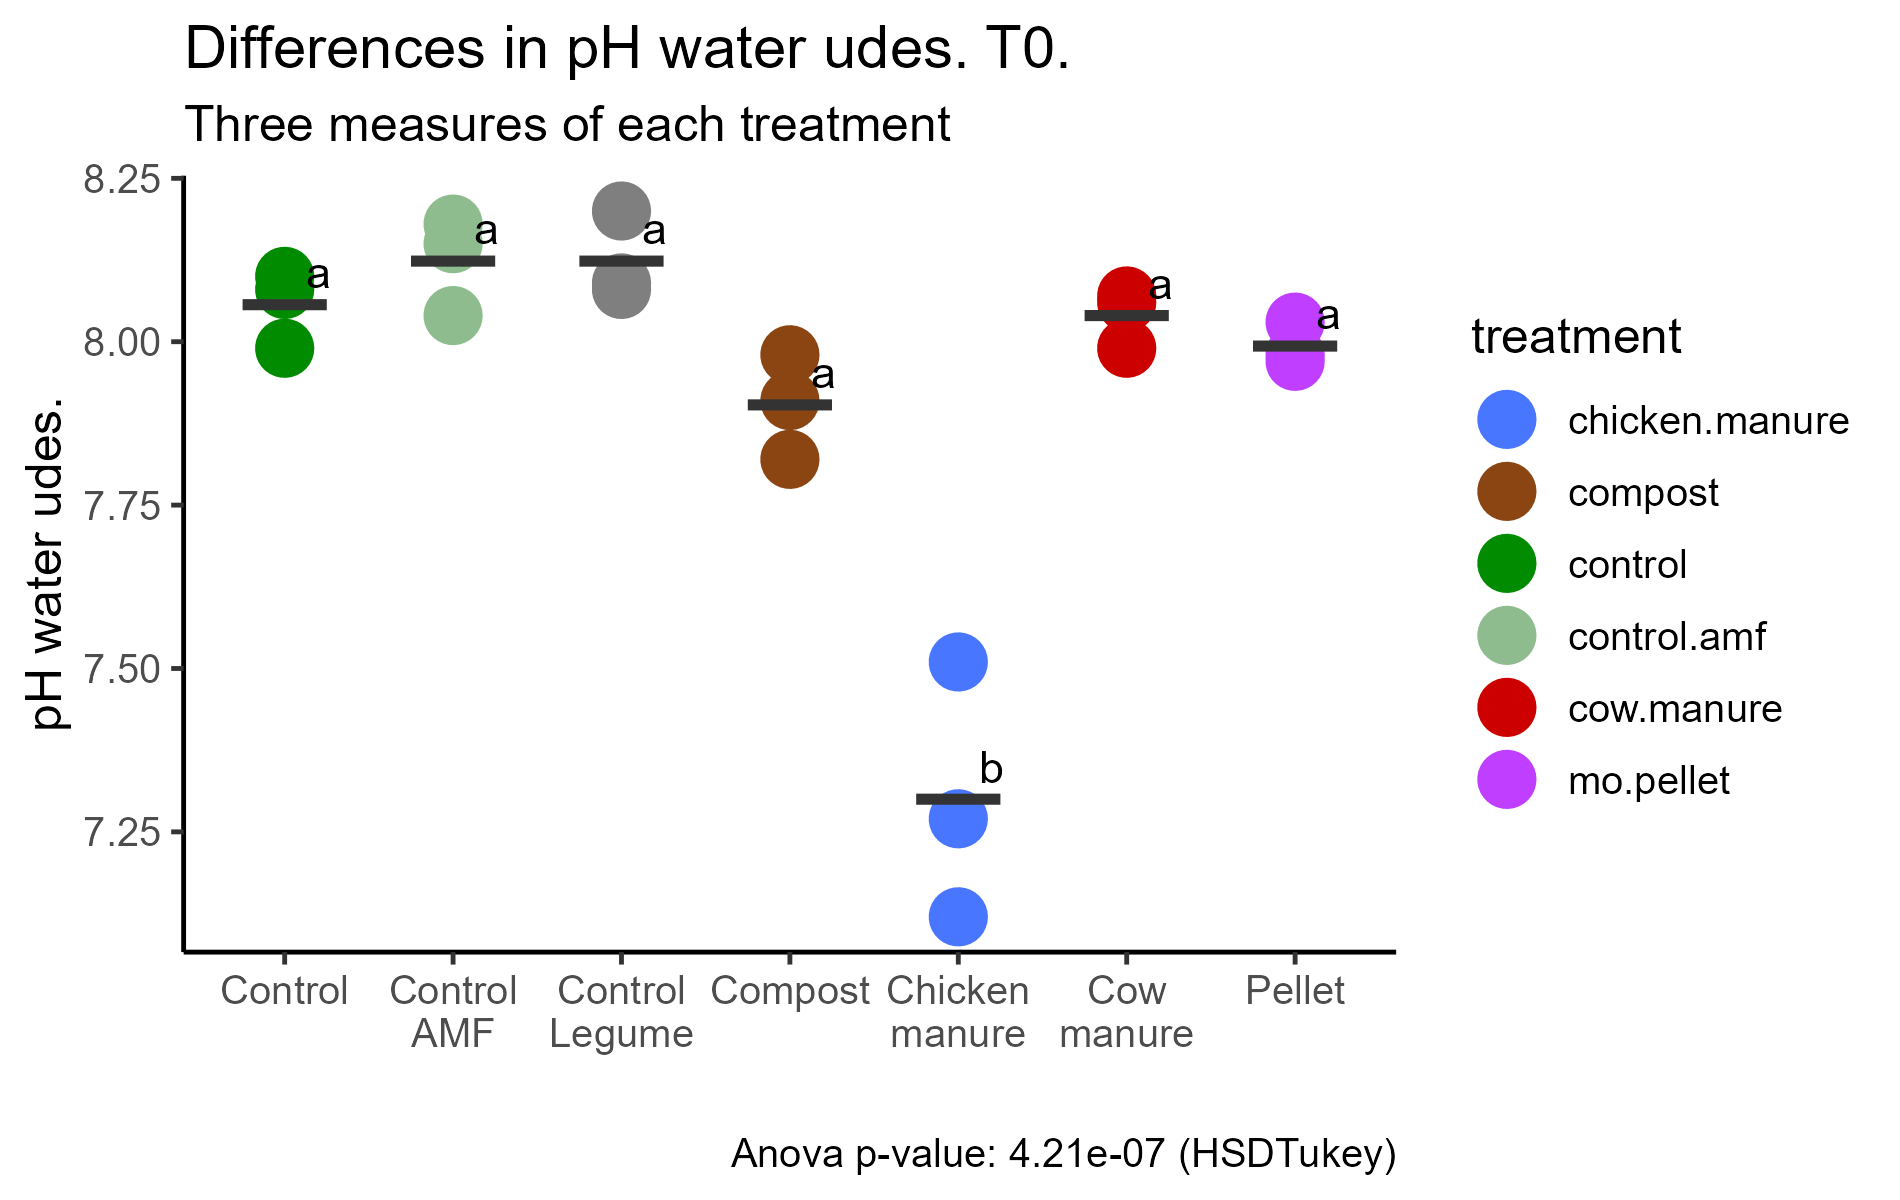 Differences in pH water udes. T0.
Three measures of each treatment
pH water udes.
8.25
8.00
7.75
7.50
7.25
a
a
a
a
b
a
a
Control
Control
AMF
Control
Legume
Compost
Chicken
manure
Cow
manure
Pellet
treatment
chicken.manure
compost
control
control.amf
cow.manure
mo.pellet
Anova p-value: 4.21e-07 (HSDTukey)